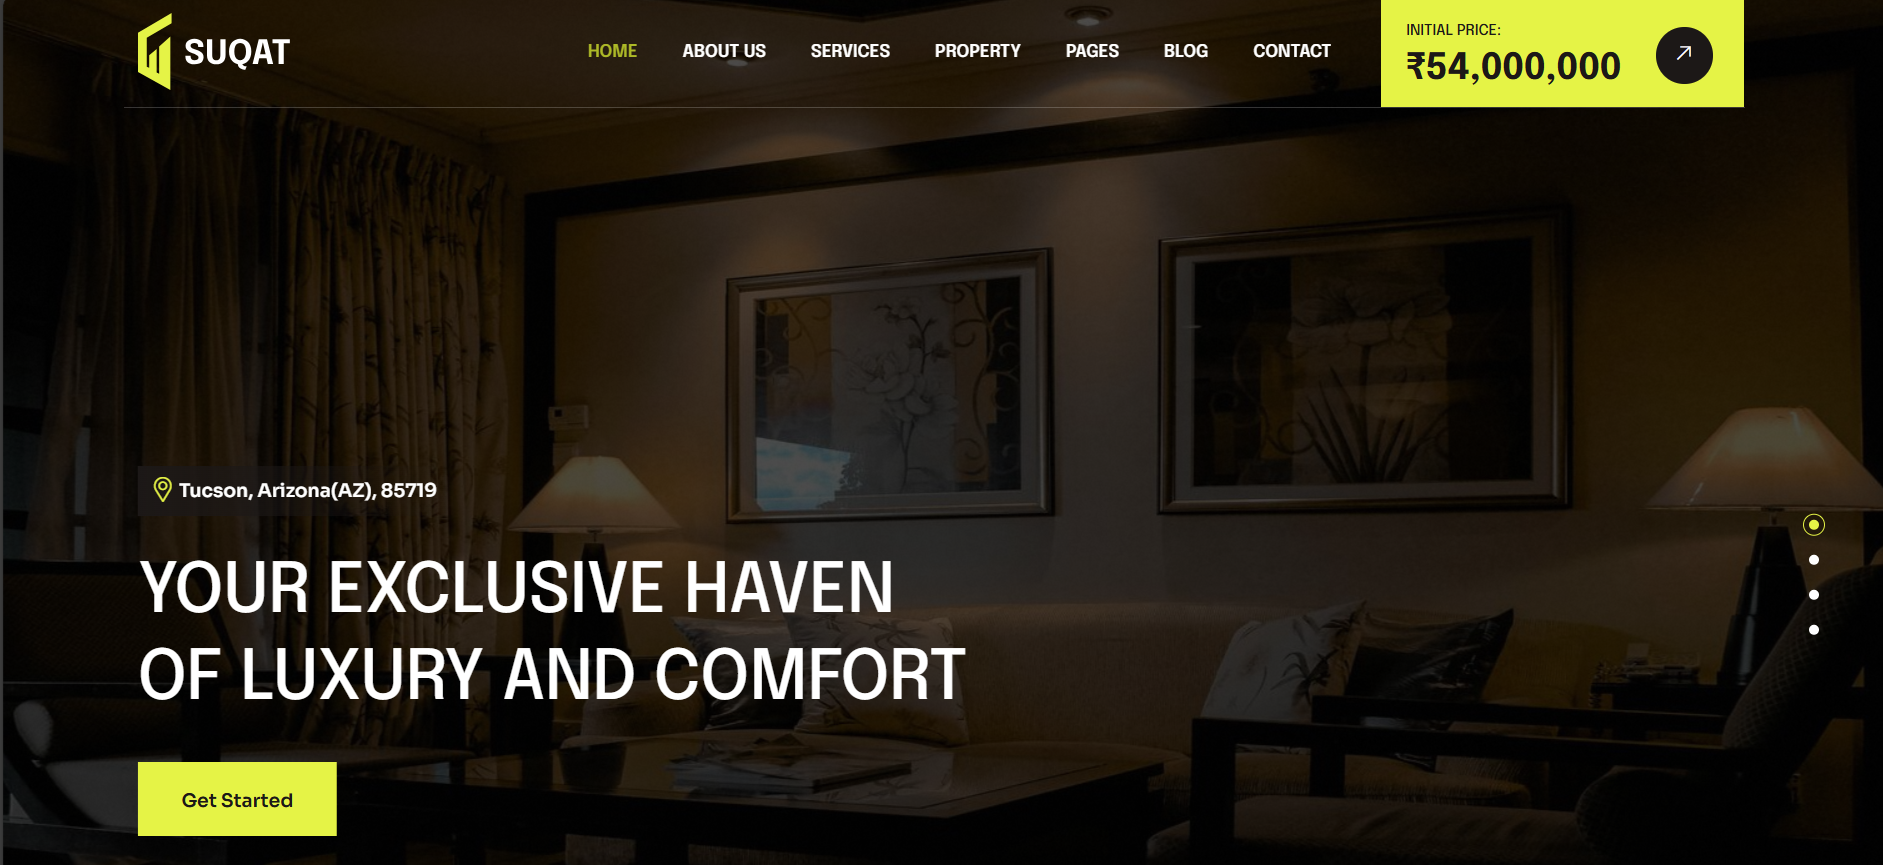 SUQAT
HOME
ABOUT US
SERVICES
PROPERTY
PAGES
BLOG
CONTACT
INITIAL PRICE:
₹54,000,000
Tucson, Arizona(AZ), 85719
YOUR EXCLUSIVE HAVEN
OF LUXURY AND COMFORT
Get Started